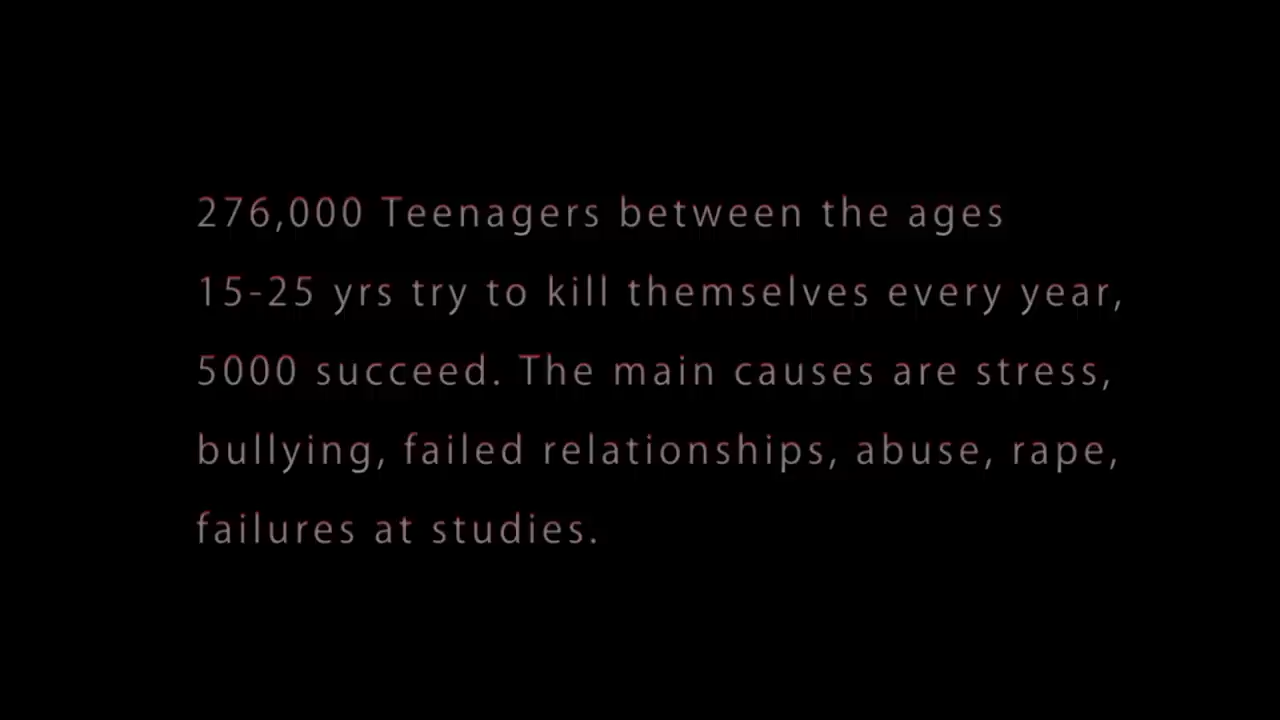 276,000 Teenagers between the ages
15-25 yrs try to kill themselves every year,
5000 succeed. The main causes are stress,
bullying, failed relationships, abuse, rape,
failures at studies.